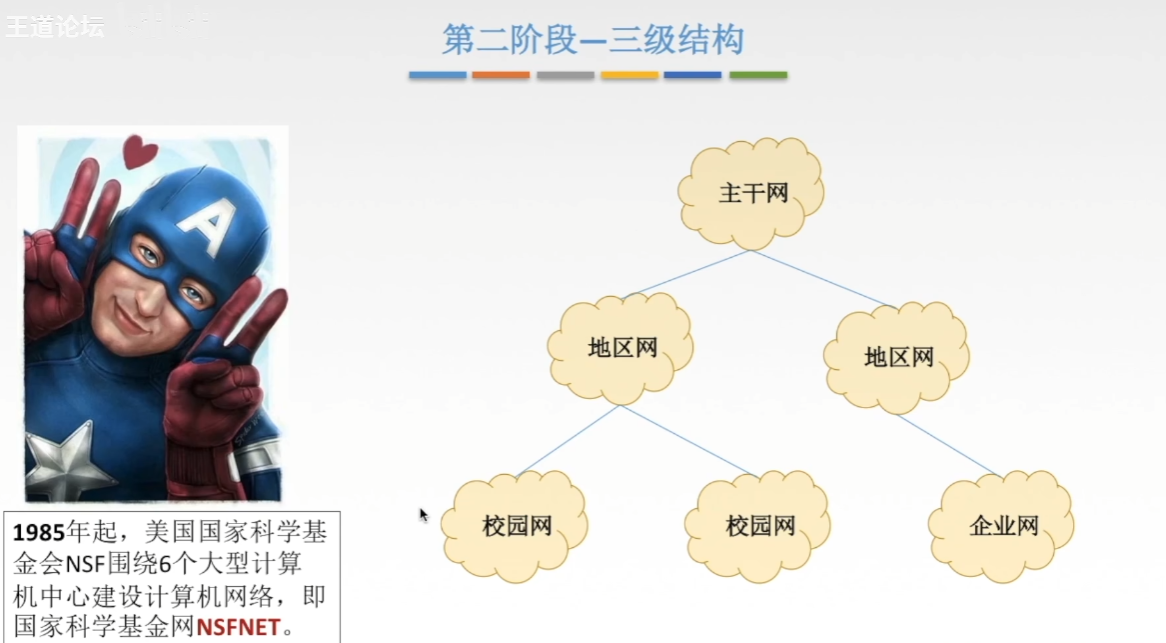 王道论坛
第二阶段—三级结构
A
主干网
地区网
地区网
校园网
校园网
企业网
1985年起，美国国家科学基
金会NSF围绕6个大型计算
机中心建设计算机网络，即
国家科学基金网NSFNET。